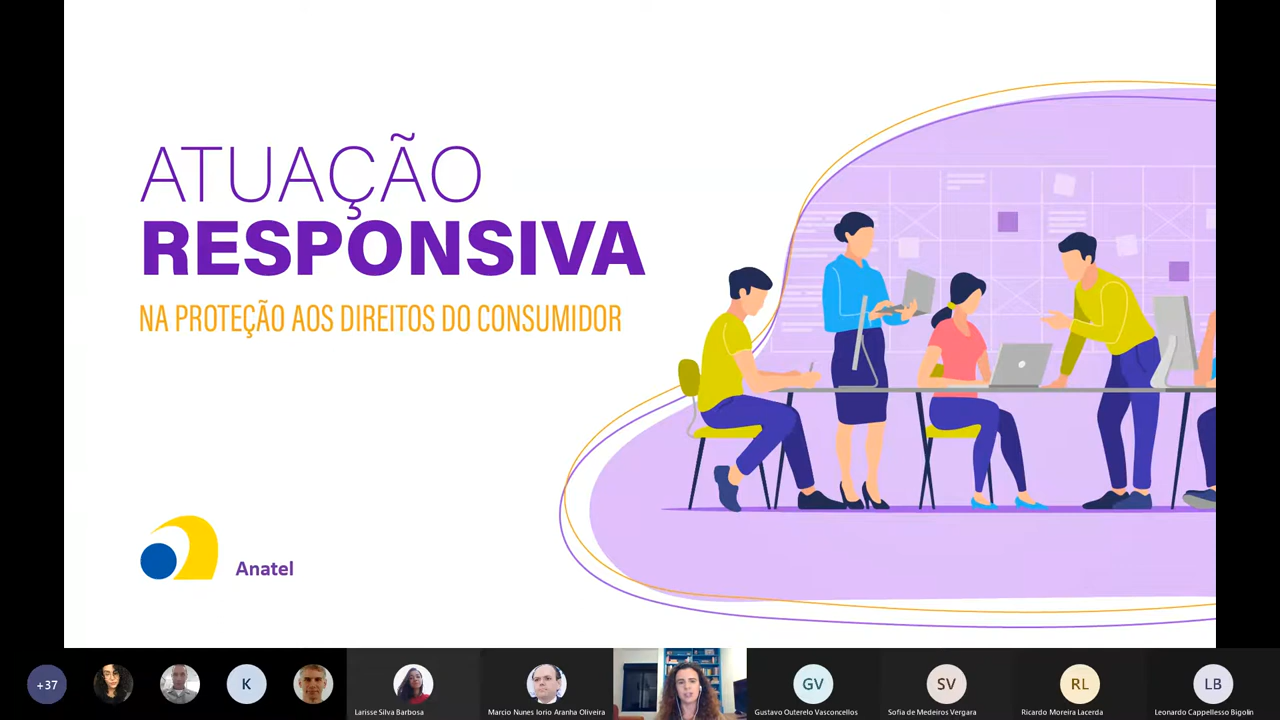 ATUAÇÃO
RESPONSIVA
NA PROTEÇÃO AOS DIREITOS DO CONSUMIDOR
Anatel
+37
K
GV
SV
RL
LB
Larisse Silva Barbosa
Marcio Nunes Iorio Aranha Oliveira
Gustavo Outerelo Vasconcellos
Sofia de Medeiros Vergara
Ricardo Moreira Lacerda
Leonardo Cappellesso Bigolin